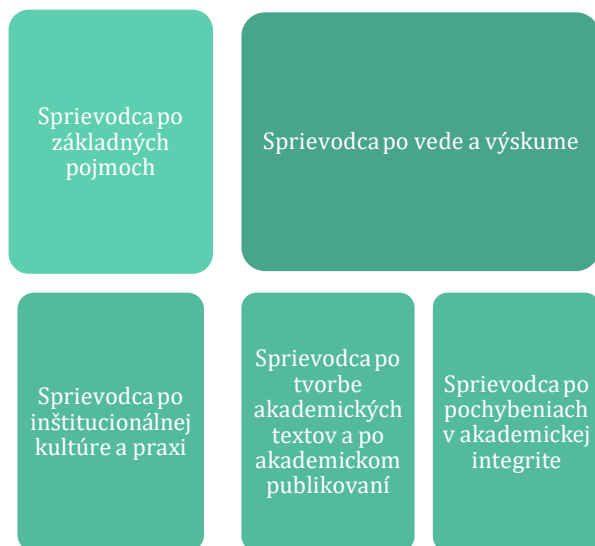 Sprievodca po
základných
pojmoch
Sprievodca po vede a výskume
Sprievodca po
inštitucionálnej
kultúre a praxi
Sprievodca po
tvorbe
akademických
textov a po
akademickom
publikovaní
Sprievodca po
pochybeniach
v akademickej
integrite